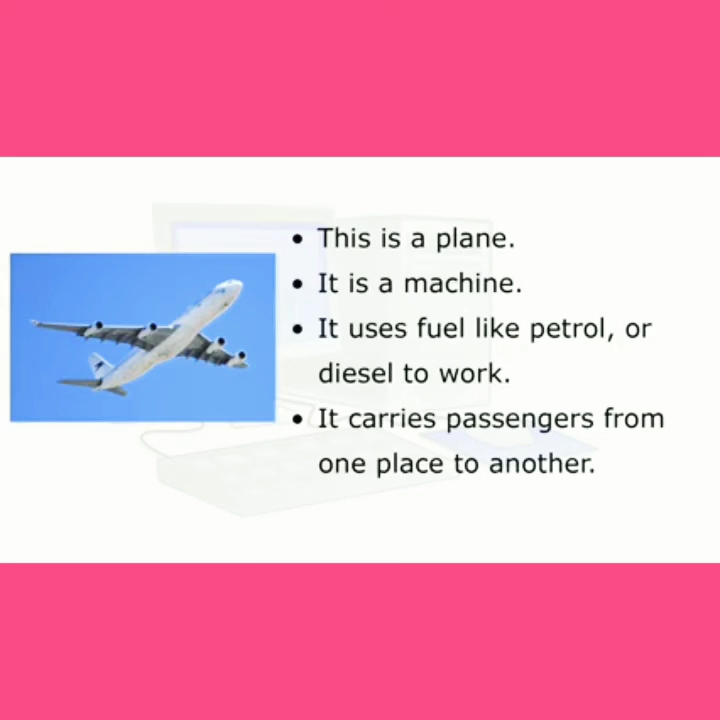 • This is a plane.
• It is a machine.
• It uses fuel like petrol, or
diesel to work.
• It carries passengers from
one place to another.